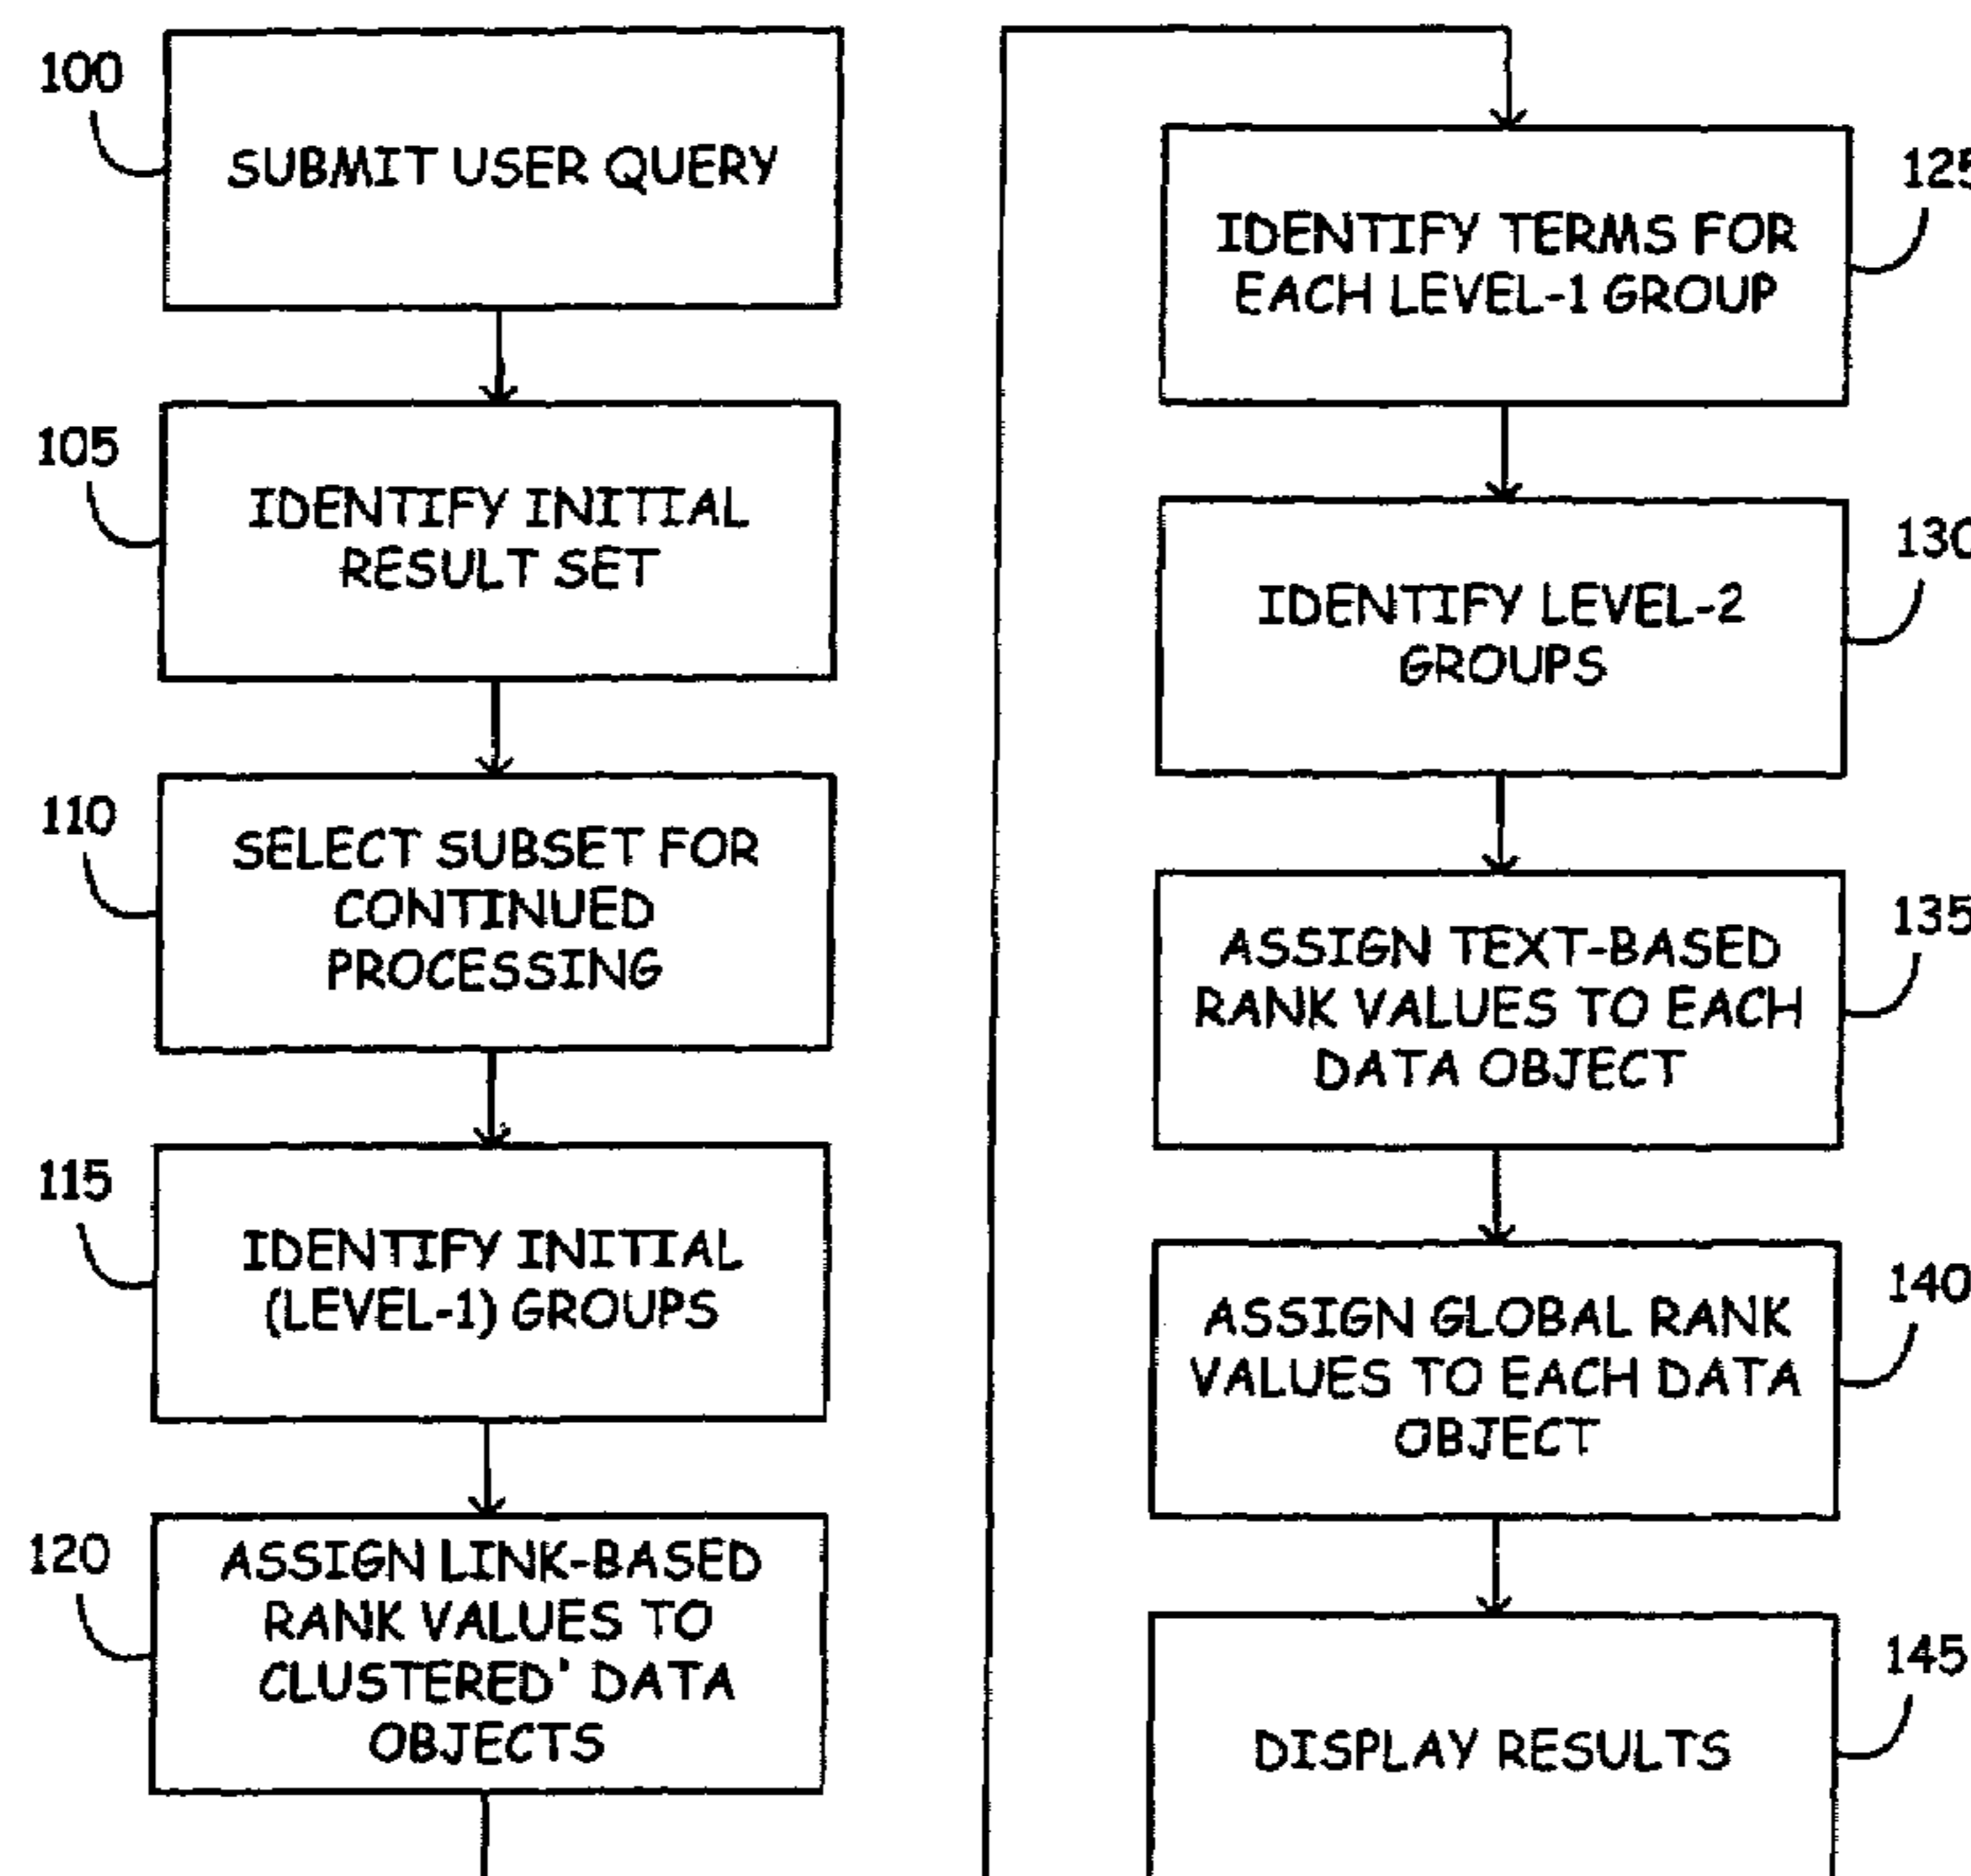 100
SUBMIT USER QUERY
105
IDENTIFY INITIAL
RESULT SET
110
SELECT SUBSET FOR
CONTINUED
PROCESSING
115
IDENTIFY INITIAL
(LEVEL-1) GROUPS
120
ASSIGN LINK-BASED
RANK VALUES TO
CLUSTERED' DATA
OBJECTS
125
IDENTIFY TERMS FOR
EACH LEVEL-1 GROUP
130
IDENTIFY LEVEL-2
GROUPS
135
ASSIGN TEXT-BASED
RANK VALUES TO EACH
DATA OBJECT
140
ASSIGN GLOBAL RANK
VALUES TO EACH DATA
OBJECT
145
DISPLAY RESULTS